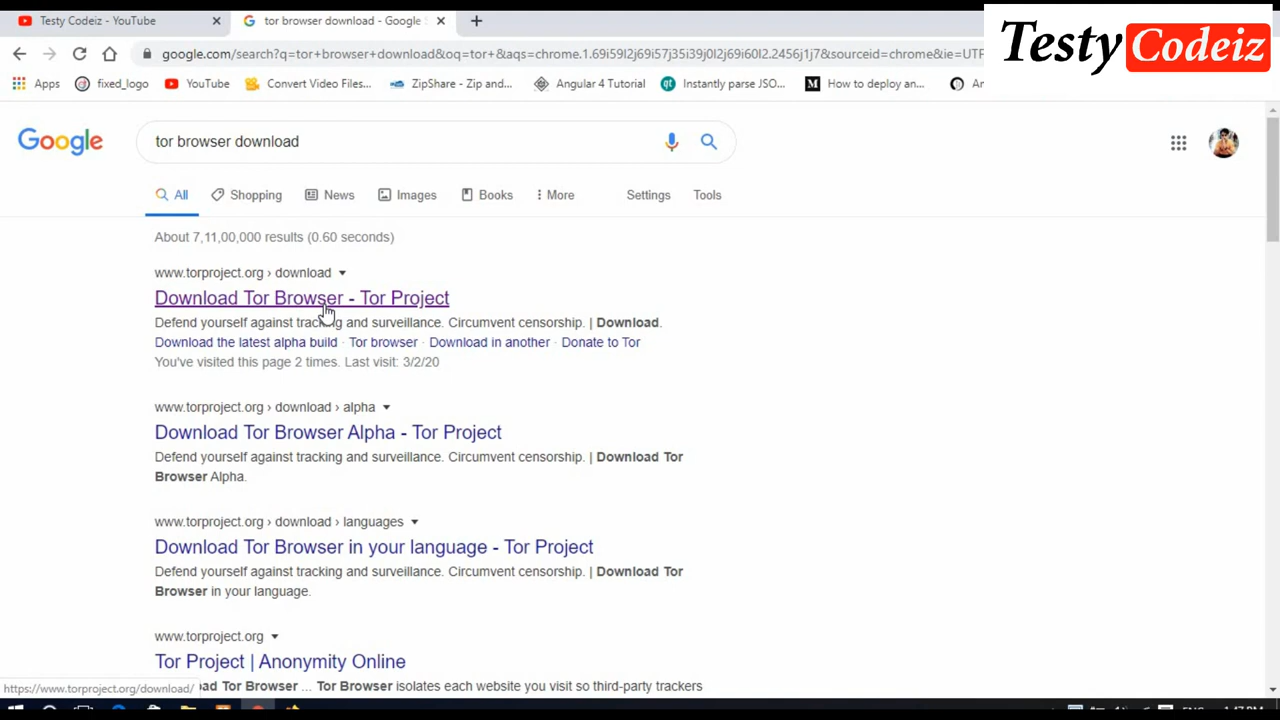 Testy Codeiz - YouTube
tor browser download - Google S
google.com/search?q=tor+browser+download&oq=tor+&aqs=chrome.1.69i59l2j69i57j35i39j0l2j69i60l2.2456j1j7&sourceid=chrome&ie=UTF
Testy Codeiz
Apps
fixed_logo
YouTube
Convert Video Files...
ZipShare - Zip and...
Angular 4 Tutorial
Instantly parse JSO...
How to deploy an...
An
Google
tor browser download
All
Shopping
News
Images
Books
More
Settings
Tools
About 7,11,00,000 results (0.60 seconds)
www.torproject.org › download
Download Tor Browser - Tor Project
Defend yourself against tracking and surveillance. Circumvent censorship. | Download.
Download the latest alpha build · Tor browser · Download in another · Donate to Tor
You've visited this page 2 times. Last visit: 3/2/20
www.torproject.org › download › alpha
Download Tor Browser Alpha - Tor Project
Defend yourself against tracking and surveillance. Circumvent censorship. | Download Tor
Browser Alpha.
www.torproject.org › download › languages
Download Tor Browser in your language - Tor Project
Defend yourself against tracking and surveillance. Circumvent censorship. | Download Tor
Browser in your language.
www.torproject.org
Tor Project | Anonymity Online
ad Tor Browser ... Tor Browser isolates each website you visit so third-party trackers
https://www.torproject.org/download/